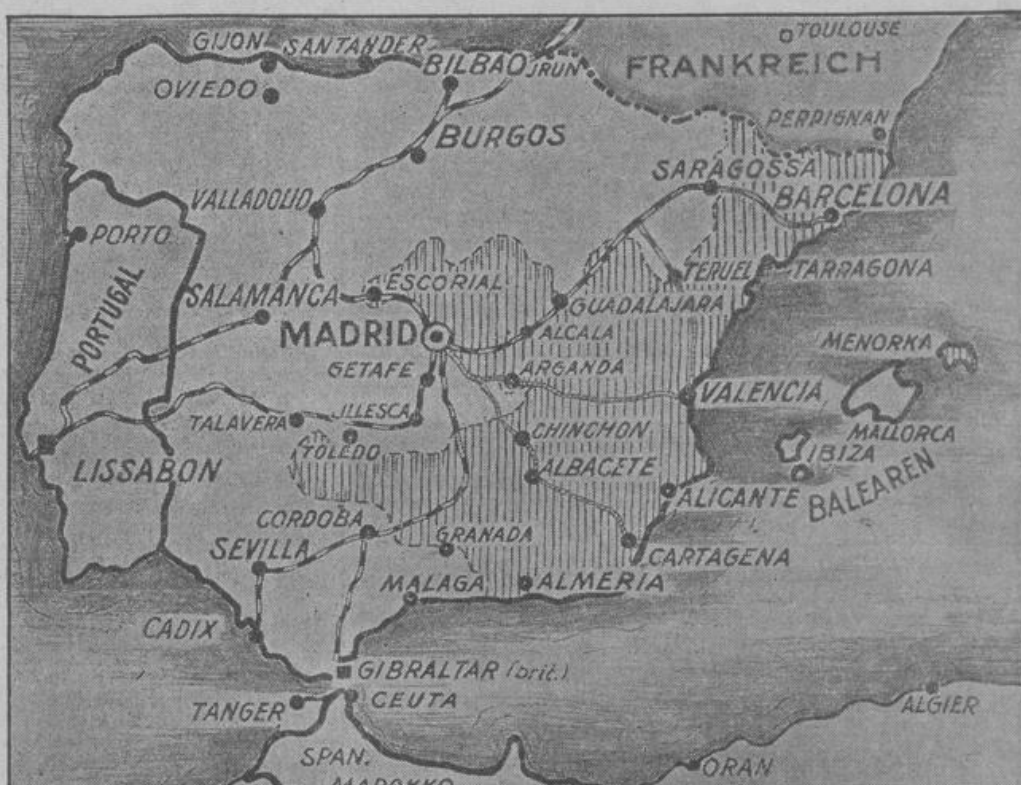 TOULOUSE
GIJON
SANTANDER
BILBAO
JRUN
FRANKREICH
OVIEDO
PERPIGNAN
BURGOS
SARAGOSSA
VALLADOLID
BARCELONA
PORTO
PORTUGAL
ESCORIAL
TERUEL
TARRAGONA
SALAMANCA
GUADALAJARA
MADRID
ALCALA
MENORKA
GETAFE
ARGANDA
VALENCIA
TALAVERA
JLLESCA
MALLORCA
CHINCHON
TOLEDO
IBIZA
LISSABON
ALBACETE
BALEAREN
ALICANTE
CORDOBA
GRANADA
SEVILLA
CARTAGENA
MALAGA
ALMERIA
CADIX
GIBRALTAR (brit.)
CEUTA
TANGER
ALGIER
SPAN.
MAROKKO
ORAN